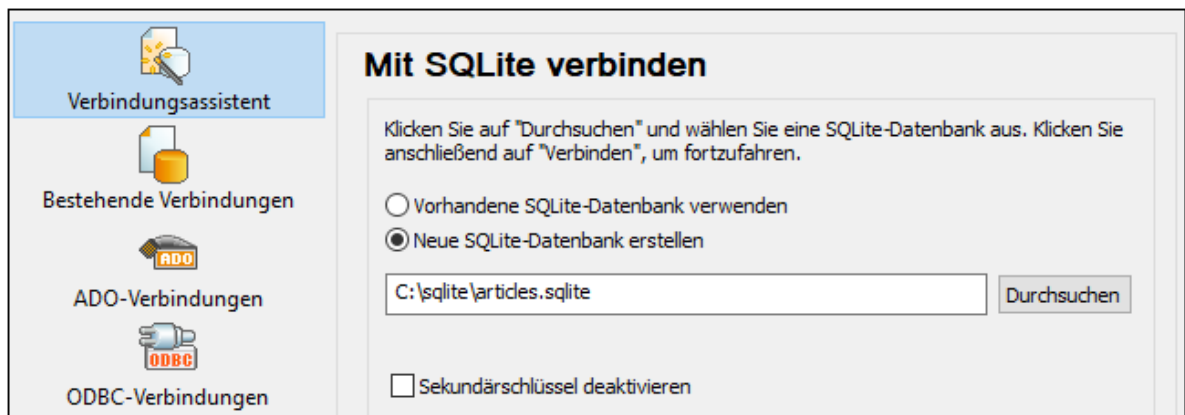 Verbindungsassistent
Bestehende Verbindungen
ADO
ADO-Verbindungen
ODBC
ODBC-Verbindungen
Mit SQLite verbinden
Klicken Sie auf "Durchsuchen" und wählen Sie eine SQLite-Datenbank aus. Klicken Sie
anschließend auf "Verbinden", um fortzufahren.
Vorhandene SQLite-Datenbank verwenden
Neue SQLite-Datenbank erstellen
C:\sqlite\articles.sqlite
Durchsuchen
Sekundärschlüssel deaktivieren